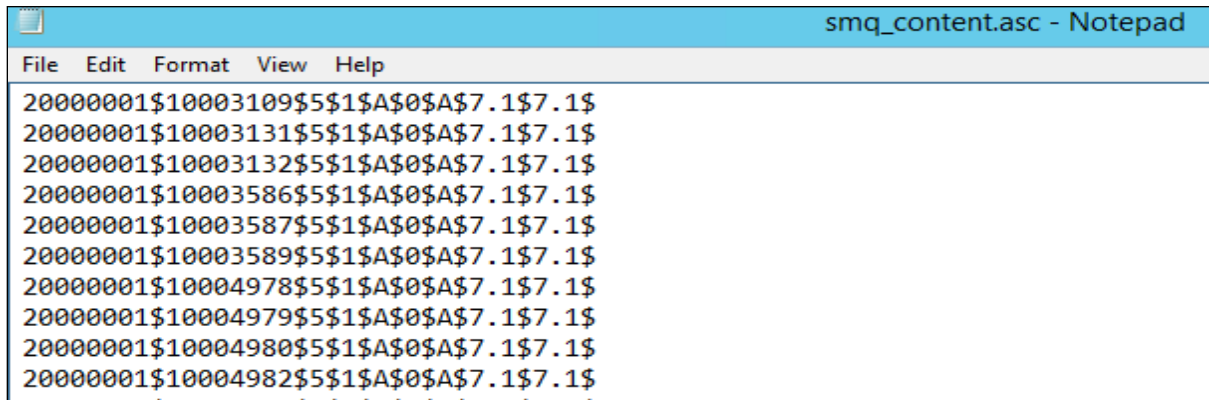 smq_content.asc - Notepad
File Edit Format View Help
20000001$10003109$5$1$A$0$A$7.1$7.1$
20000001$10003131$5$1$A$0$A$7.1$7.1$
20000001$10003132$5$1$A$0$A$7.1$7.1$
20000001$10003586$5$1$A$0$A$7.1$7.1$
20000001$10003587$5$1$A$0$A$7.1$7.1$
20000001$10003589$5$1$A$0$A$7.1$7.1$
20000001$10004978$5$1$A$0$A$7.1$7.1$
20000001$10004979$5$1$A$0$A$7.1$7.1$
20000001$10004980$5$1$A$0$A$7.1$7.1$
20000001$10004982$5$1$A$0$A$7.1$7.1$